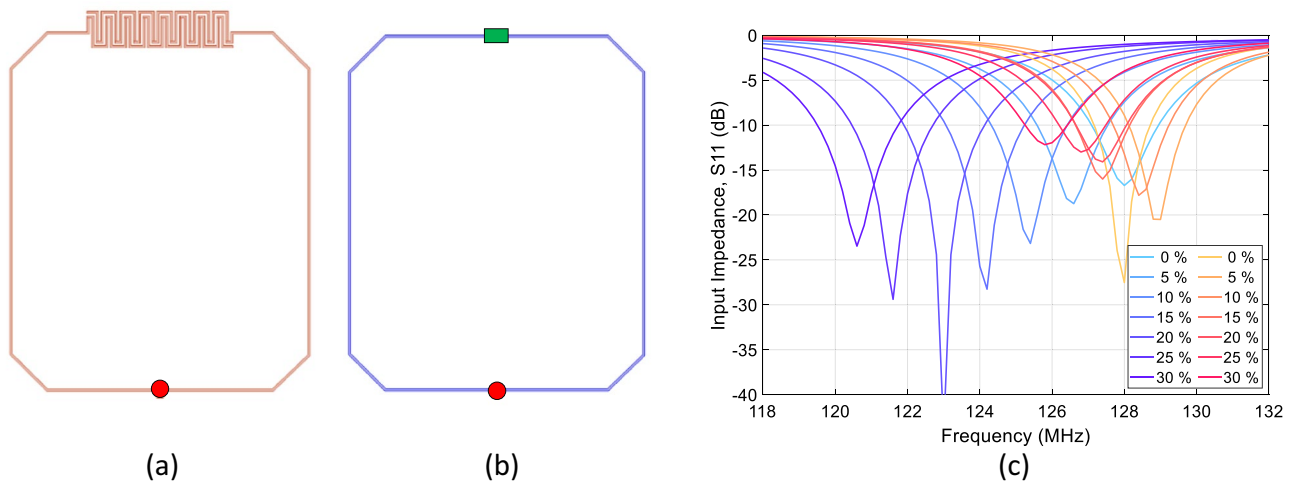 0
-5
-10
-15
-20
-25
-30
-35
-40
Input Impedance, S11 (dB)
0 % 0 %
5 % 5 %
10 % 10 %
15 % 15 %
20 % 20 %
25 % 25 %
30 % 30 %
118 120 122 124 126 128 130 132
Frequency (MHz)
(a) (b) (c)